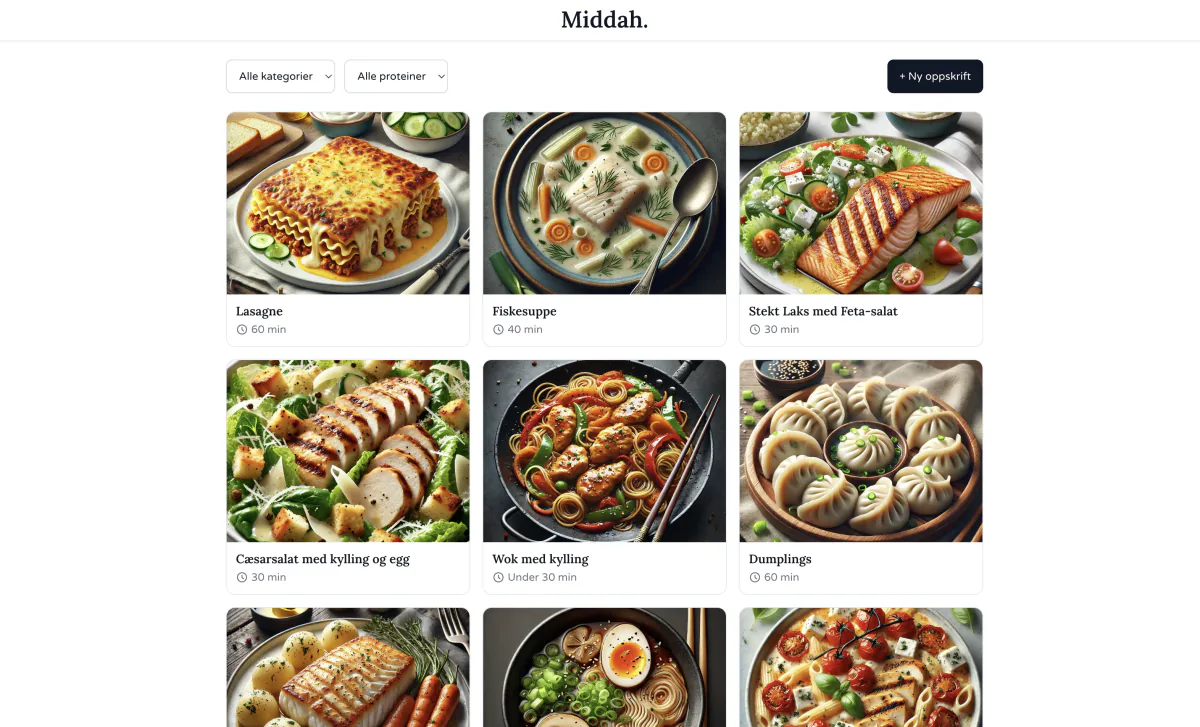 Middah.
Alle kategorier
Alle proteiner
+ Ny oppskrift
Lasagne
60 min
Fiskesuppe
40 min
Stekt Laks med Feta-salat
30 min
Cæsarsalat med kylling og egg
30 min
Wok med kylling
Under 30 min
Dumplings
60 min